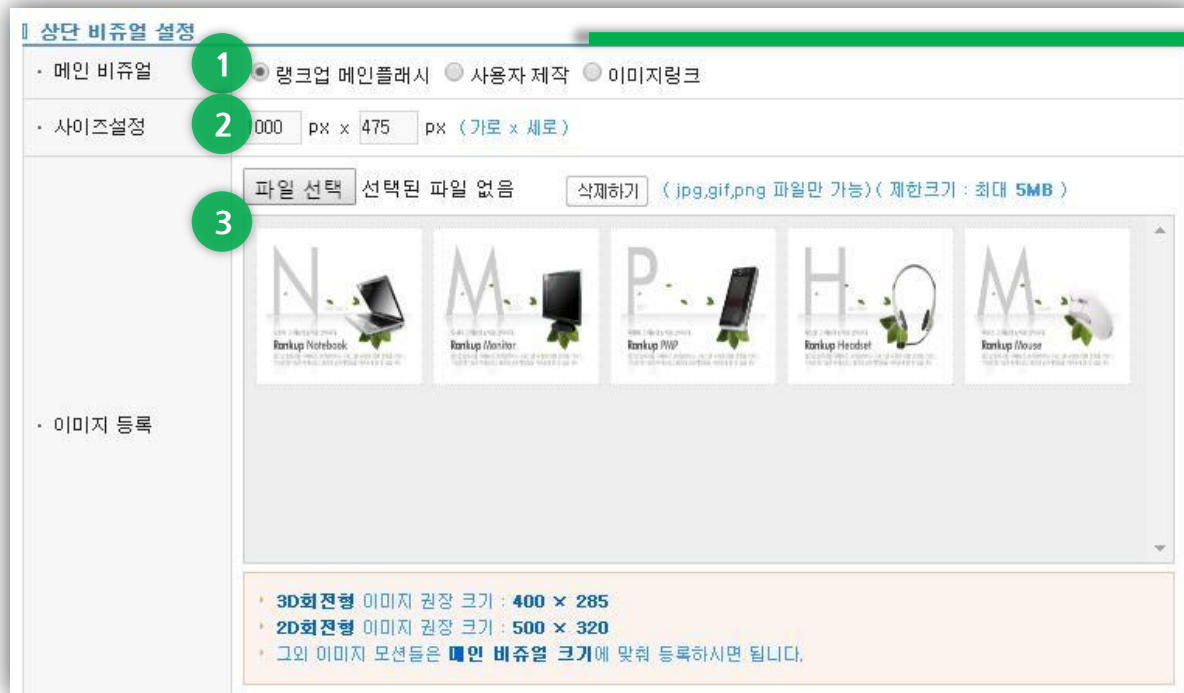 상단 비쥬얼 설정
· 메인 비쥬얼
1
랭크업 메인플래시 사용자 제작 이미지링크
· 사이즈설정
2
1000 px x 475 px (가로 x 세로)
파일 선택 선택된 파일 없음 삭제하기 ( jpg,gif,png 파일만 가능)( 제한크기 : 최대 5MB )
3
N M P H M
Rankup Notebook Rankup Monitor Rankup PMP Rankup Headset Rankup Mouse
· 이미지 등록
3D회전형 이미지 권장 크기 : 400 × 285
2D회전형 이미지 권장 크기 : 500 × 320
그외 이미지 모션들은 메인 비쥬얼 크기에 맞춰 등록하시면 됩니다.